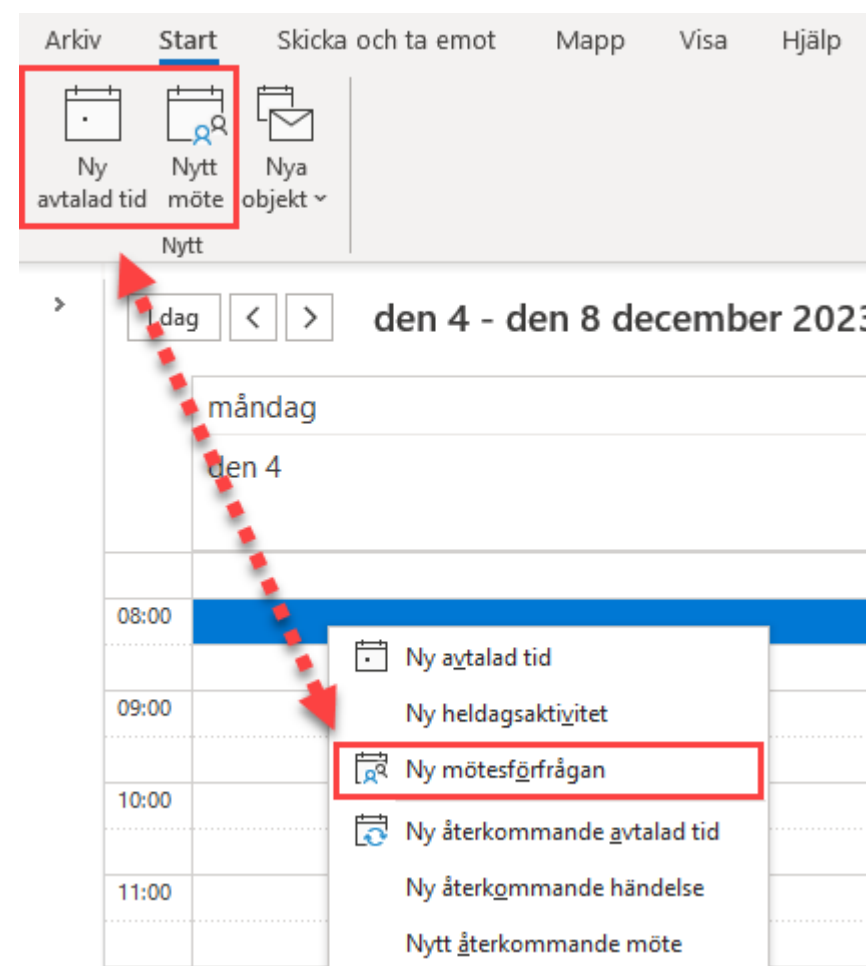 Arkiv Start Skicka och ta emot Mapp Visa Hjälp
Ny avtalad tid
Nytt möte
Nya objekt
Nytt
I dag
den 4 - den 8 december 2023
måndag
den 4
08:00
Ny avtalad tid
09:00
Ny heldagsaktivitet
Ny mötesförfrågan
10:00
Ny återkommande avtalad tid
11:00
Ny återkommande händelse
Nytt återkommande möte